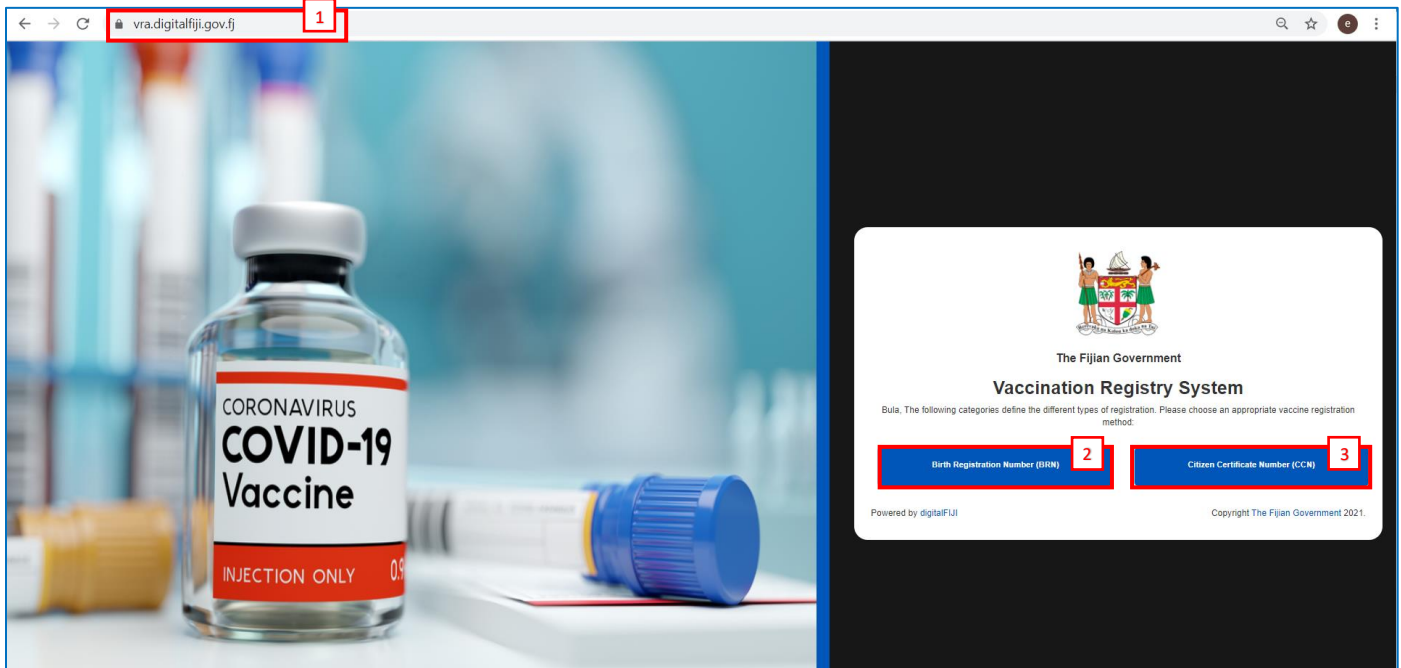 vra.digitalfiji.gov.fj
1
e
CORONAVIRUS
COVID-19
Vaccine
INJECTION ONLY
The Fijian Government
Vaccination Registry System
Bula, The following categories define the different types of registration. Please choose an appropriate vaccine registration
method:
Birth Registration Number (BRN)
2
Citizen Certificate Number (CCN)
3
Powered by digitalFIJI
Copyright The Fijian Government 2021.